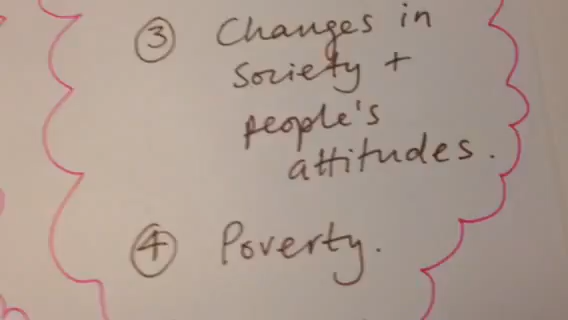 ③ Changes in
Society +
people's
attitudes.
④ Poverty.